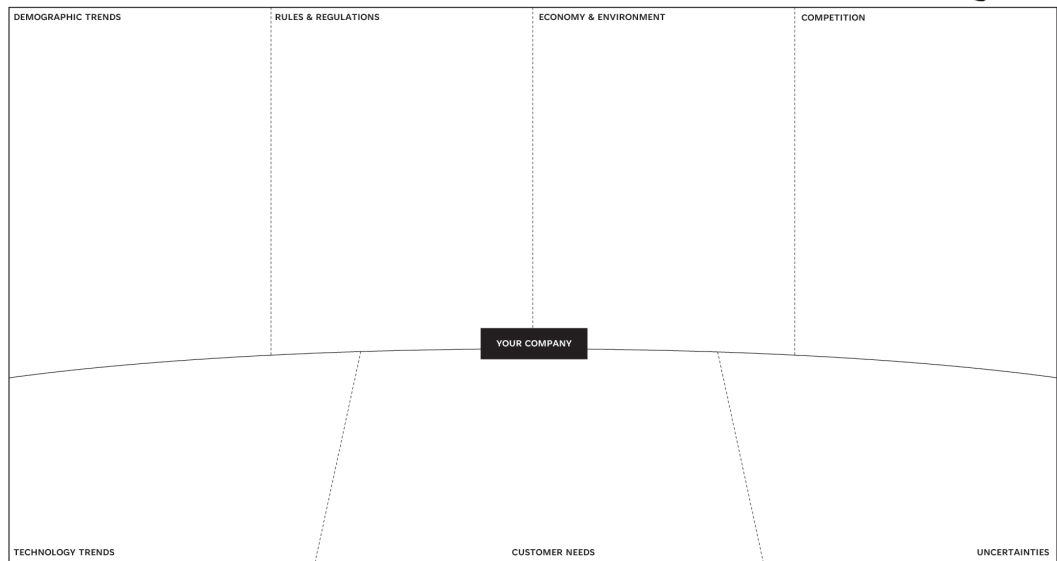 DEMOGRAPHIC TRENDS
RULES & REGULATIONS
ECONOMY & ENVIRONMENT
COMPETITION
YOUR COMPANY
TECHNOLOGY TRENDS
CUSTOMER NEEDS
UNCERTAINTIES